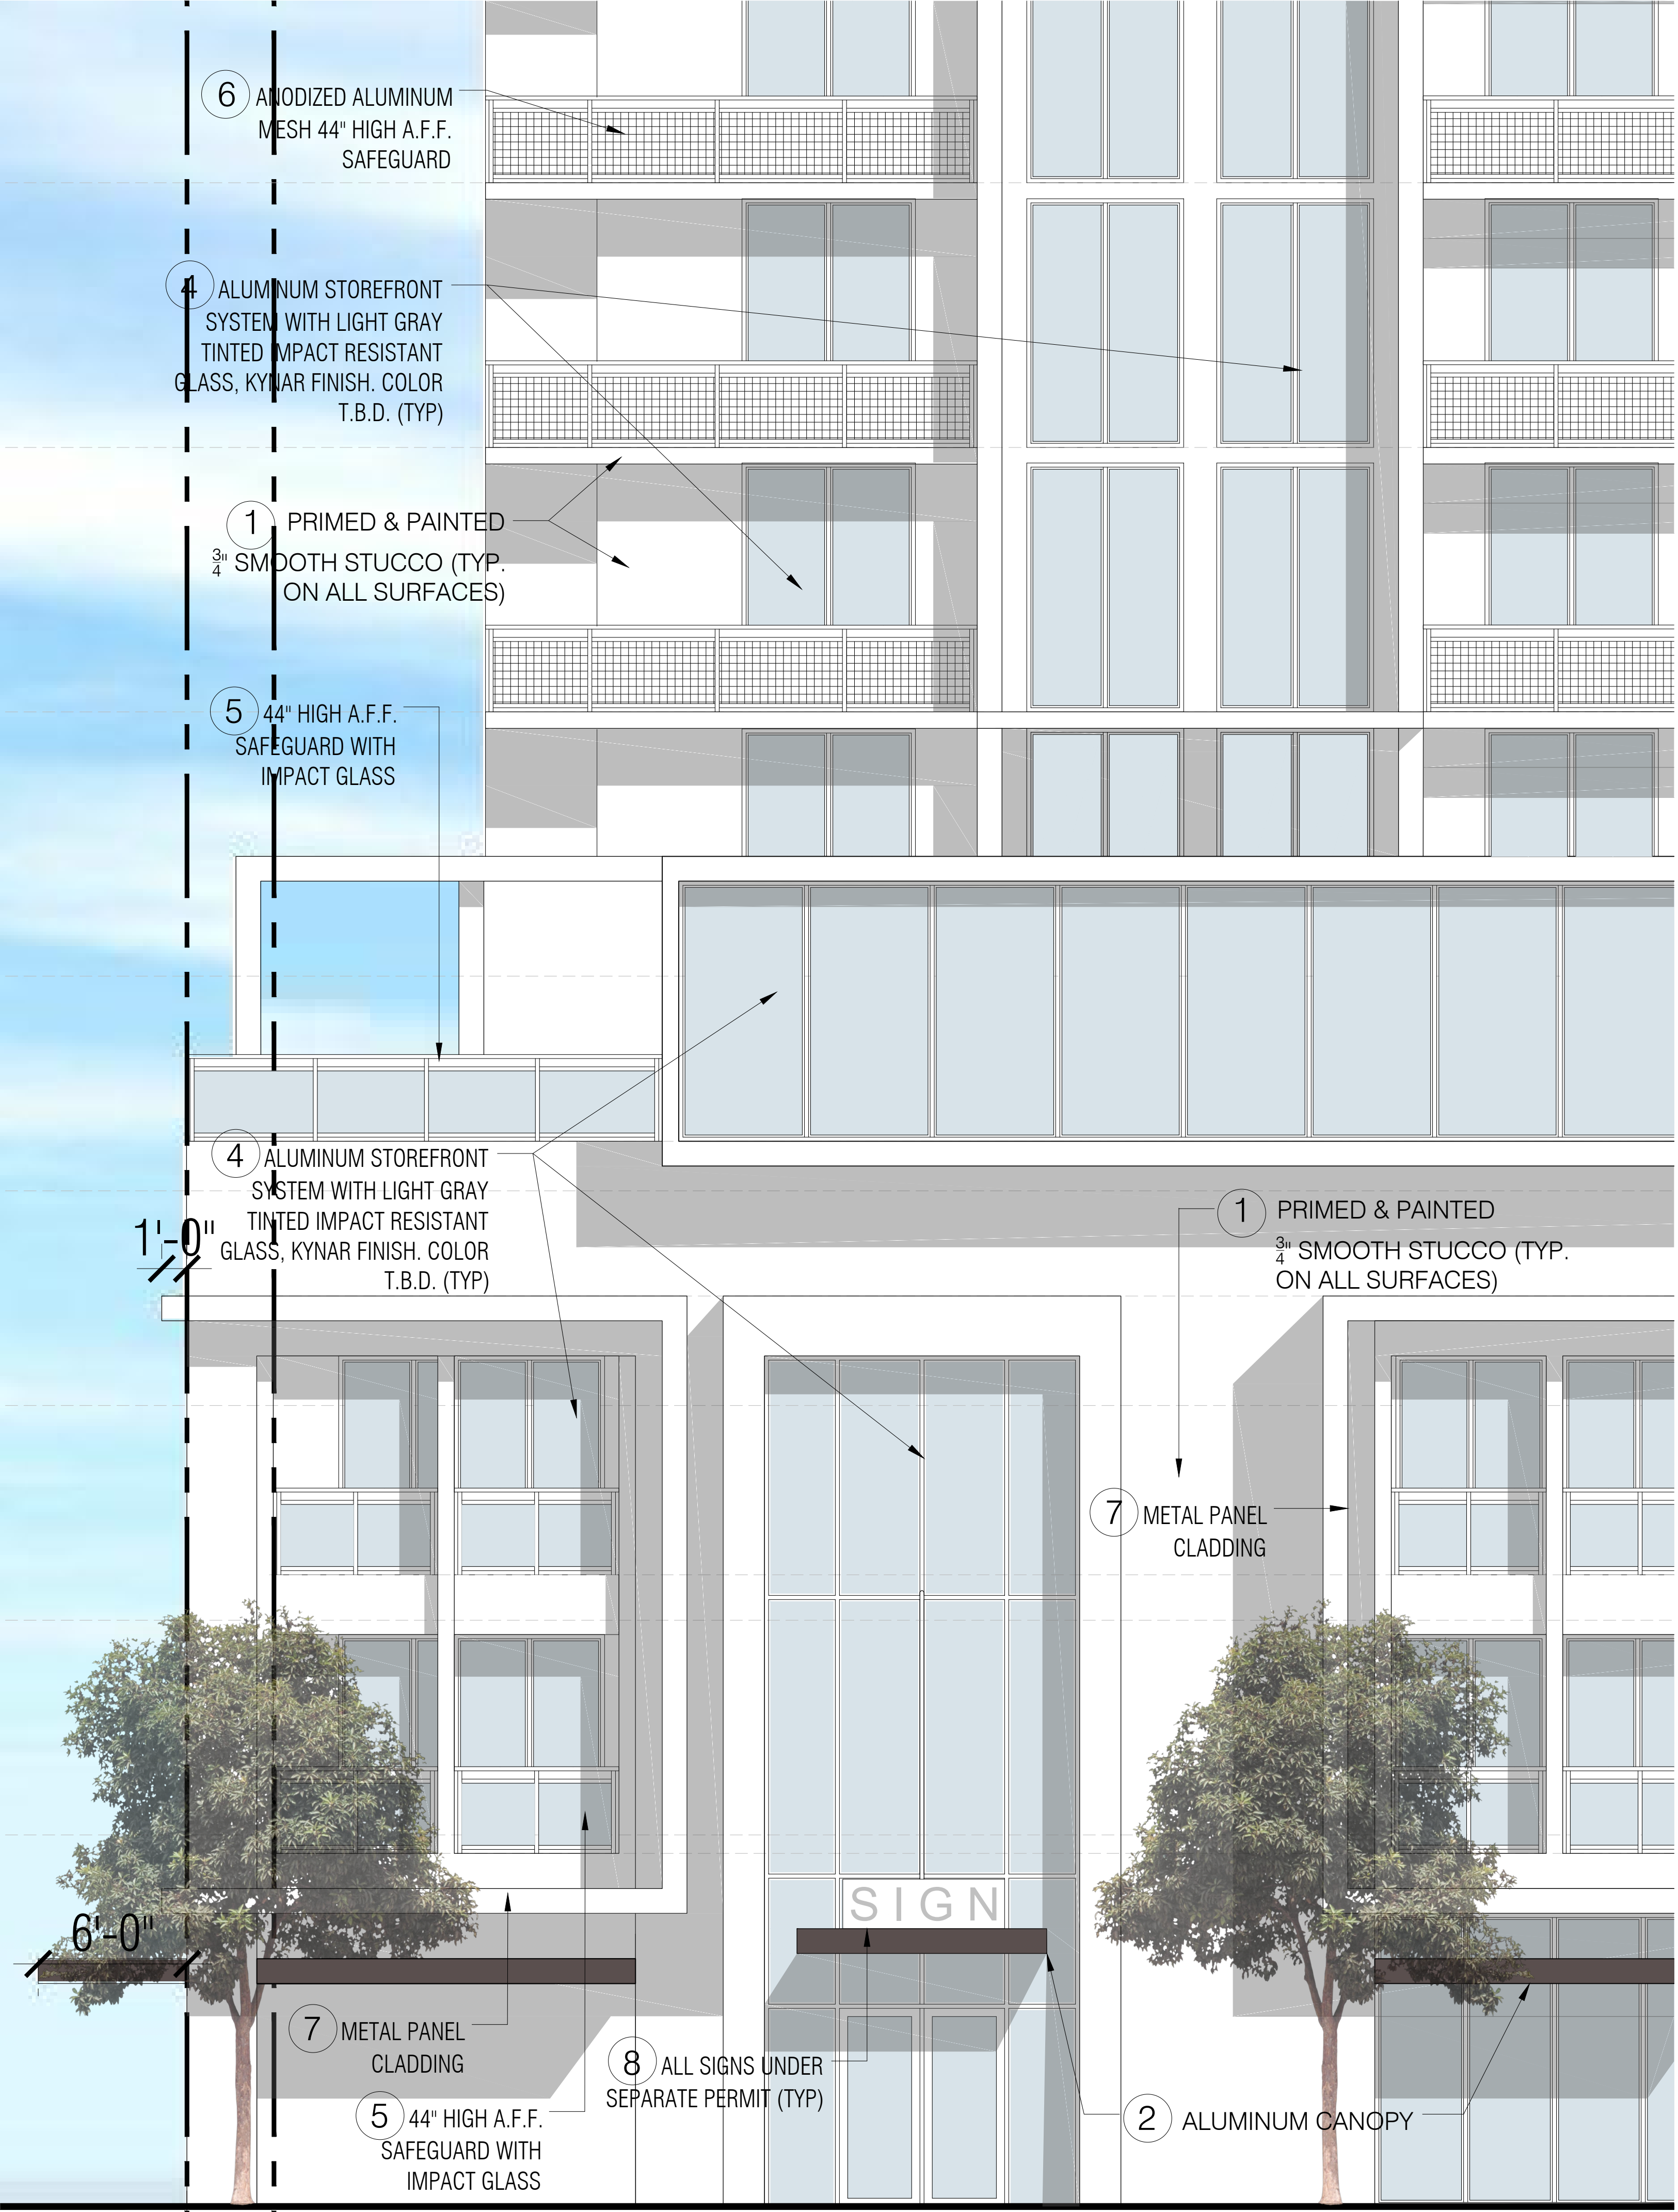 6 ANODIZED ALUMINUM
MESH 44" HIGH A.F.F.
SAFEGUARD
4 ALUMINUM STOREFRONT
SYSTEM WITH LIGHT GRAY
TINTED IMPACT RESISTANT
GLASS, KYNAR FINISH. COLOR
T.B.D. (TYP)
1 PRIMED & PAINTED
3/4" SMOOTH STUCCO (TYP.
ON ALL SURFACES)
5 44" HIGH A.F.F.
SAFEGUARD WITH
IMPACT GLASS
4 ALUMINUM STOREFRONT
SYSTEM WITH LIGHT GRAY
TINTED IMPACT RESISTANT
GLASS, KYNAR FINISH. COLOR
T.B.D. (TYP)
1'-0"
1 PRIMED & PAINTED
3/4" SMOOTH STUCCO (TYP.
ON ALL SURFACES)
7 METAL PANEL
CLADDING
SIGN
6'-0"
7 METAL PANEL
CLADDING
8 ALL SIGNS UNDER
SEPARATE PERMIT (TYP)
5 44" HIGH A.F.F.
SAFEGUARD WITH
IMPACT GLASS
2 ALUMINUM CANOPY